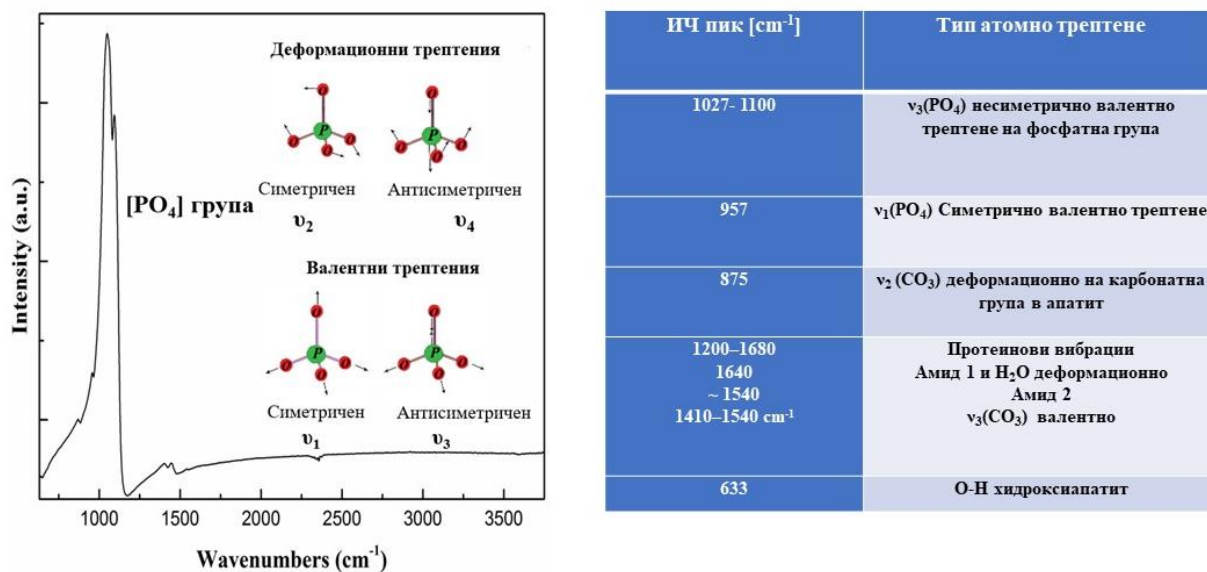 Intensity (a.u.)
Деформационни трептения
O
O
O
O
P
O
O
O
O
P
Симетричен
Антисиметричен
υ2
υ4
[PO4] група
Валентни трептения
O
O
O
O
P
O
O
O
O
P
Симетричен
Антисиметричен
υ1
υ3
1000 1500 2000 2500 3000 3500
Wavenumbers (cm-1)
ИЧ пик [cm-1]
Тип атомно трептене
1027- 1100
ν3(PO4) несиметрично валентно
трептене на фосфатна група
957
ν1(PO4) Симетрично валентно трептене
875
ν2 (CO3) деформационно на карбонатна
група в апатит
1200–1680
1640
~ 1540
1410–1540 cm-1
Протеинови вибрации
Амид 1 и H2O деформационно
Амид 2
ν3(CO3) валентно
633
O-H хидроксиапатит